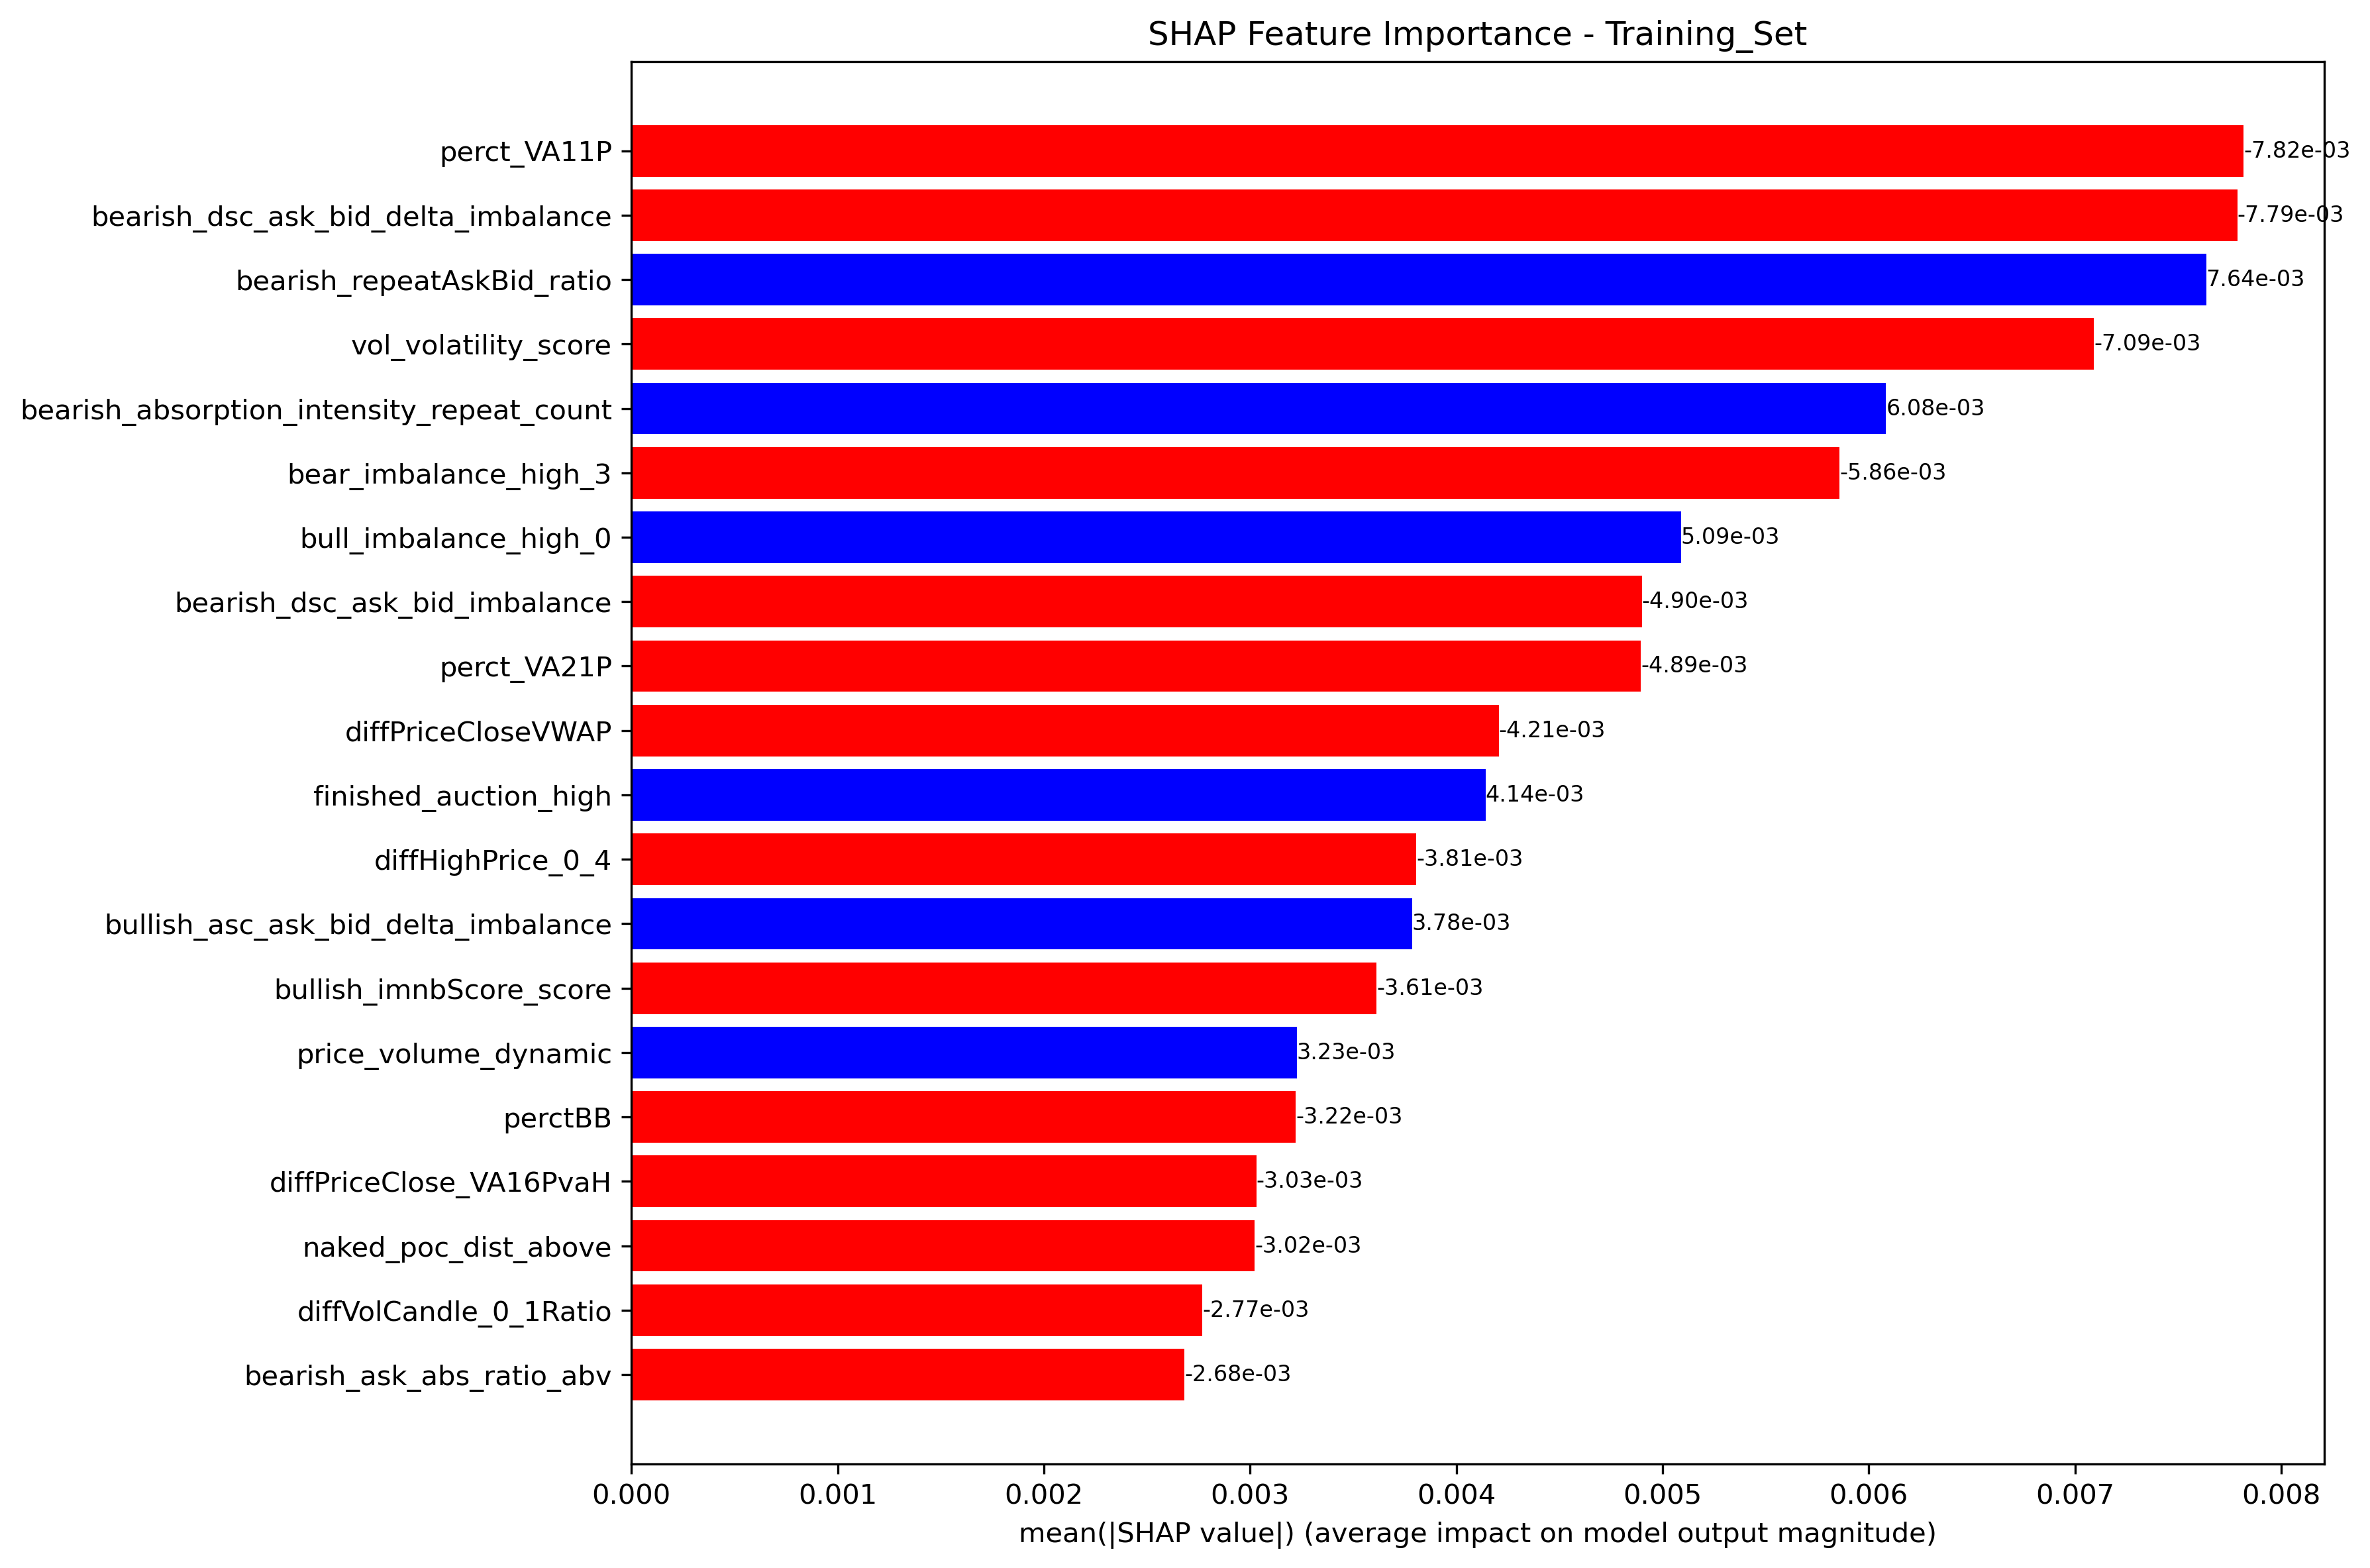 SHAP Feature Importance - Training_Set
perct_VA11P -7.82e-03
bearish_dsc_ask_bid_delta_imbalance -7.79e-03
bearish_repeatAskBid_ratio 7.64e-03
vol_volatility_score -7.09e-03
bearish_absorption_intensity_repeat_count 6.08e-03
bear_imbalance_high_3 -5.86e-03
bull_imbalance_high_0 5.09e-03
bearish_dsc_ask_bid_imbalance -4.90e-03
perct_VA21P -4.89e-03
diffPriceCloseVWAP -4.21e-03
finished_auction_high 4.14e-03
diffHighPrice_0_4 -3.81e-03
bullish_asc_ask_bid_delta_imbalance 3.78e-03
bullish_imnbScore_score -3.61e-03
price_volume_dynamic 3.23e-03
perctBB -3.22e-03
diffPriceClose_VA16PvaH -3.03e-03
naked_poc_dist_above -3.02e-03
diffVolCandle_0_1Ratio -2.77e-03
bearish_ask_abs_ratio_abv -2.68e-03
0.000 0.001 0.002 0.003 0.004 0.005 0.006 0.007 0.008
mean(|SHAP value|) (average impact on model output magnitude)